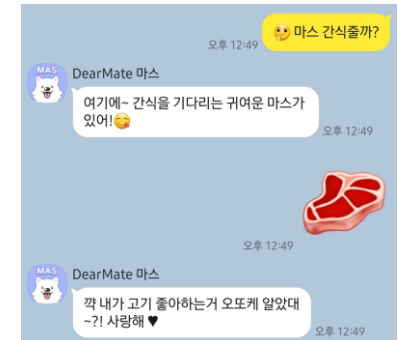 마스 간식줄까?
오후 12:49
MAS
DearMate 마스
여기에~ 간식을 기다리는 귀여운 마스가
있어!
오후 12:49
오후 12:49
MAS
DearMate 마스
꺅 내가 고기 좋아하는거 오또케 알았대
~?! 사랑해 ♥
오후 12:49